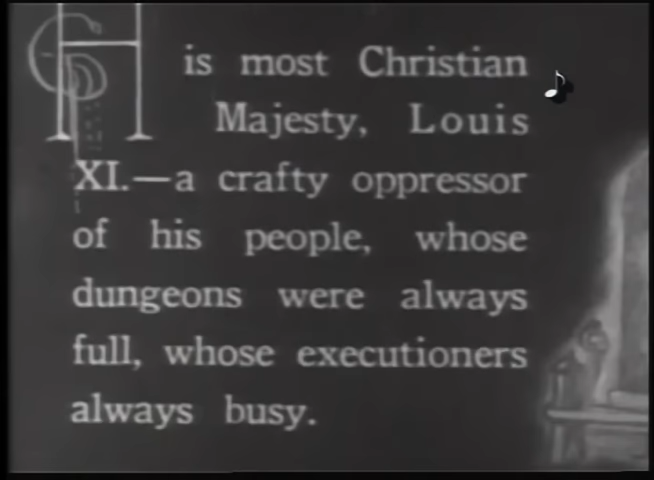 His most Christian
Majesty, Louis
XI.—a crafty oppressor
of his people, whose
dungeons were always
full, whose executioners
always busy.